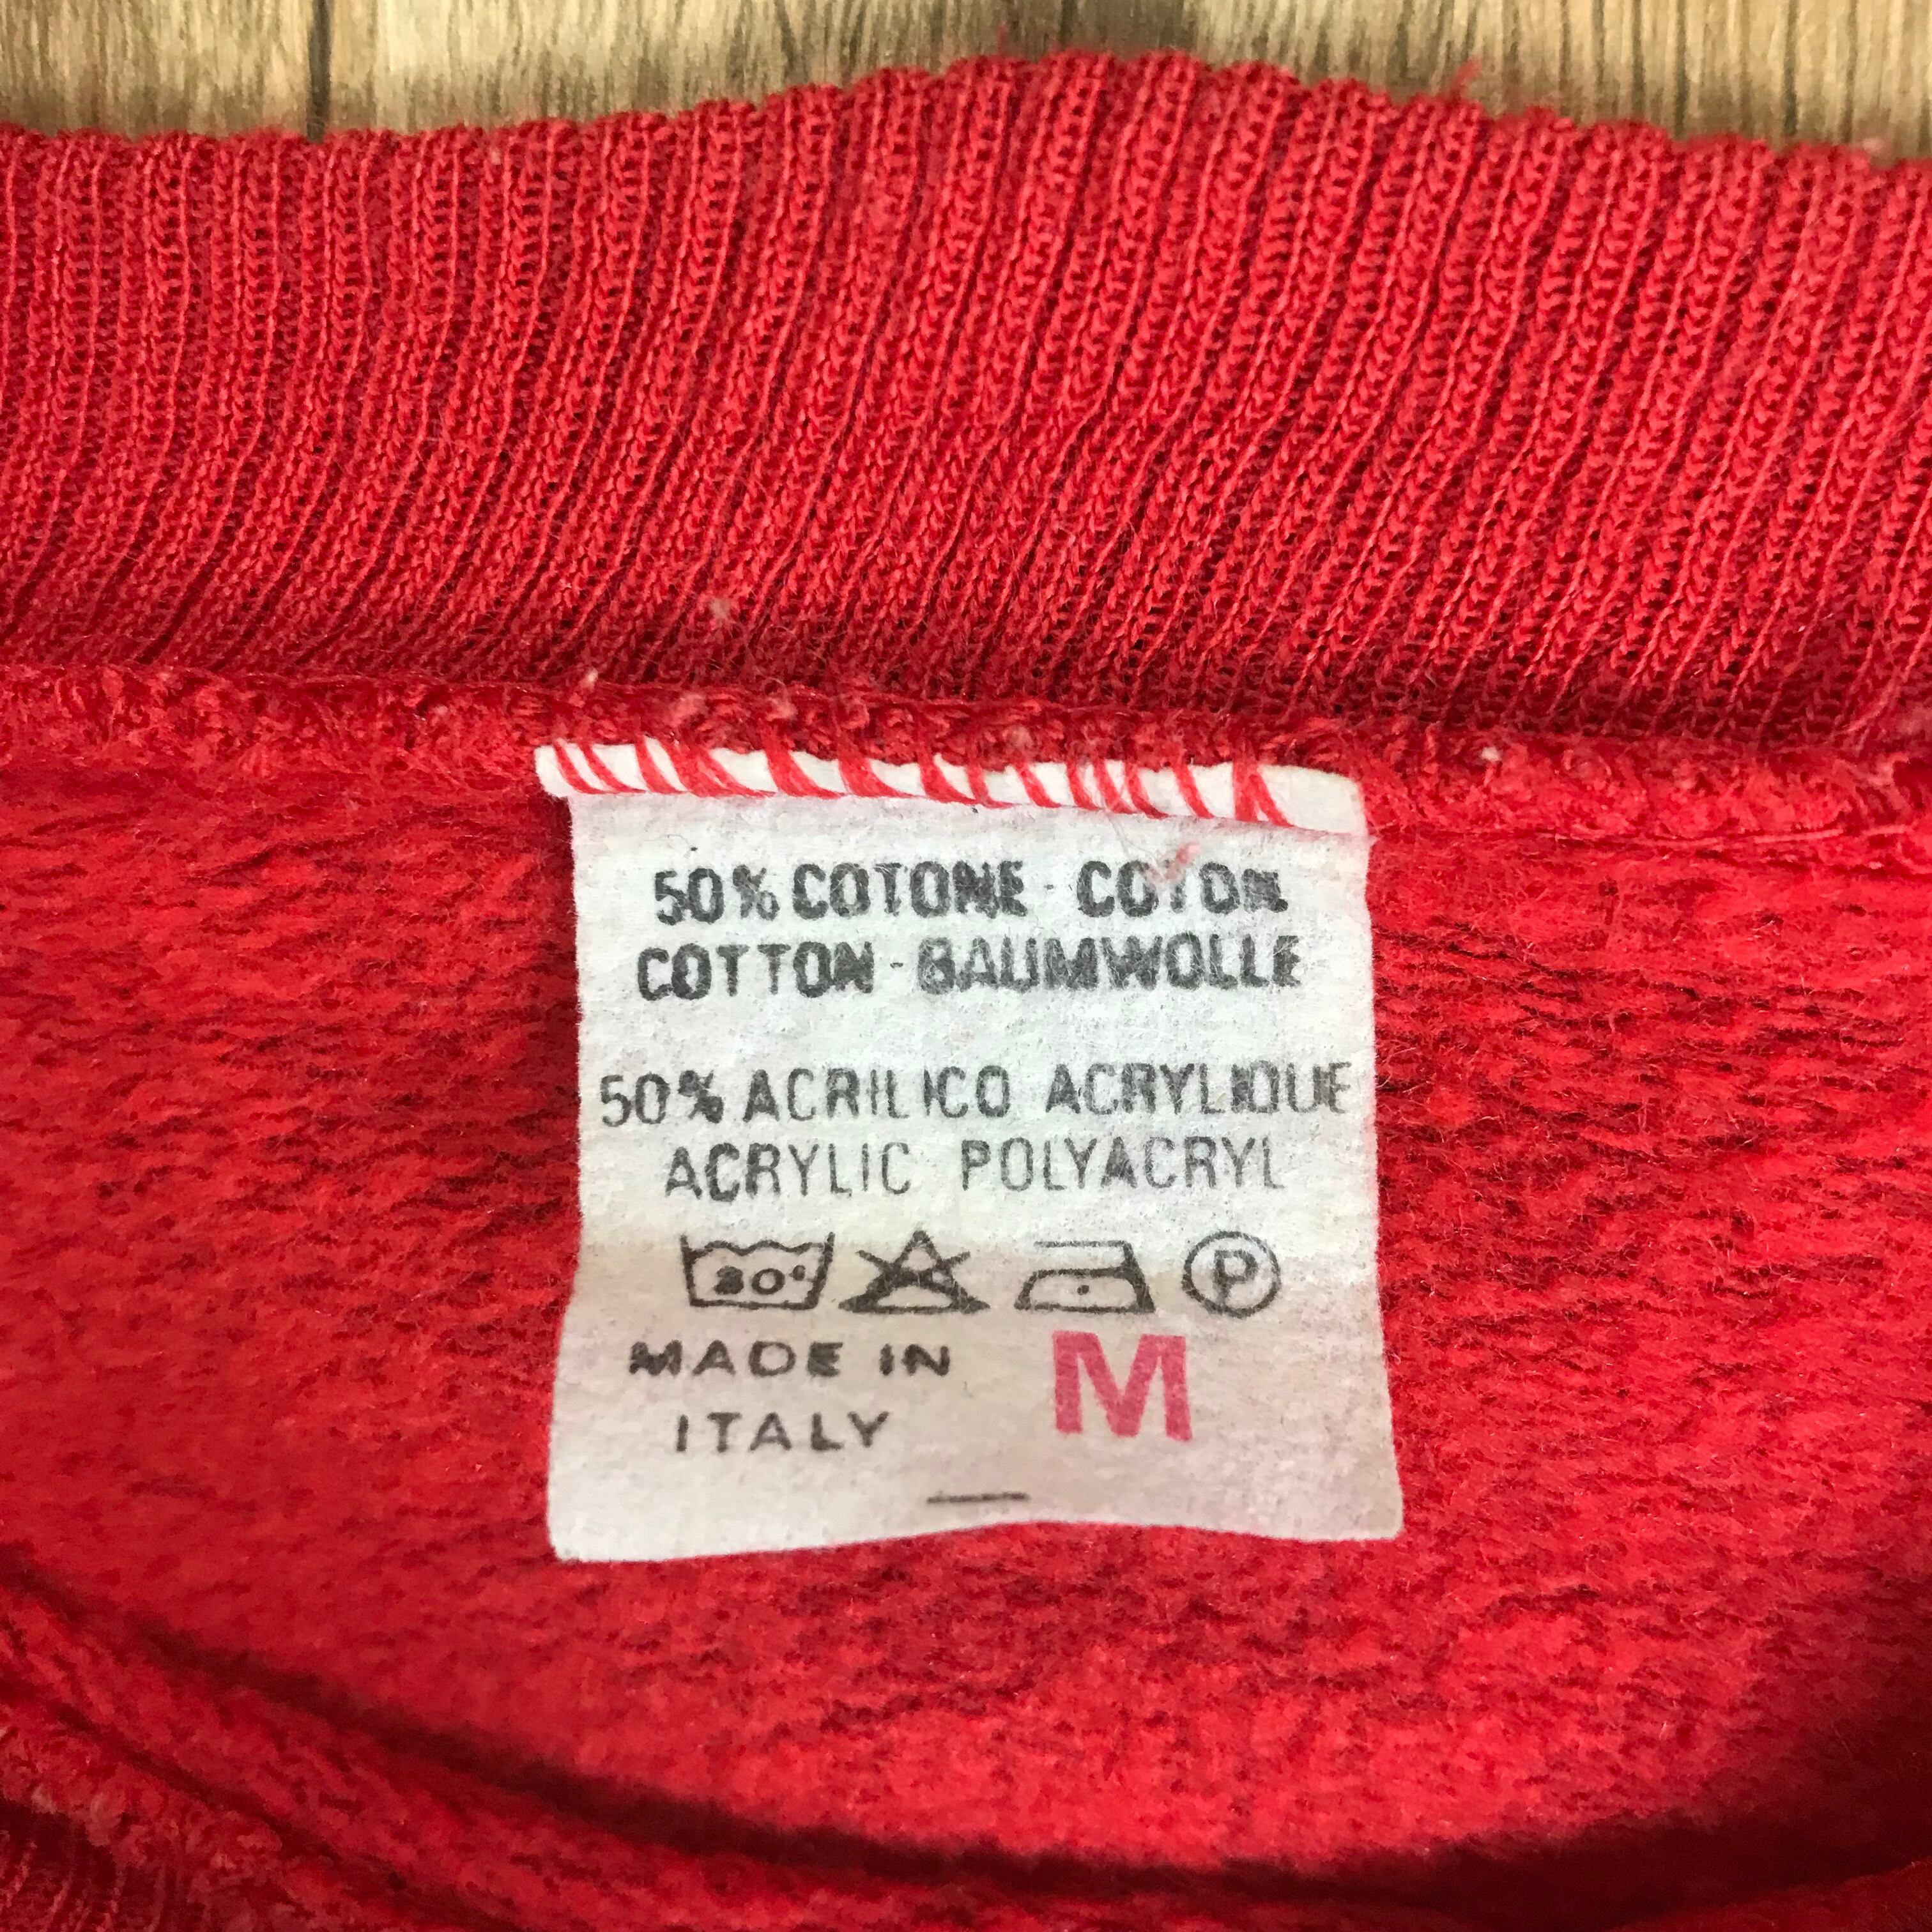 50% COTONE - COTON
COTTON - BAUMWOLLE
50% ACRILICO ACRYLIQUE
ACRYLIC POLYACRYL
30°
P
MADE IN
ITALY
M